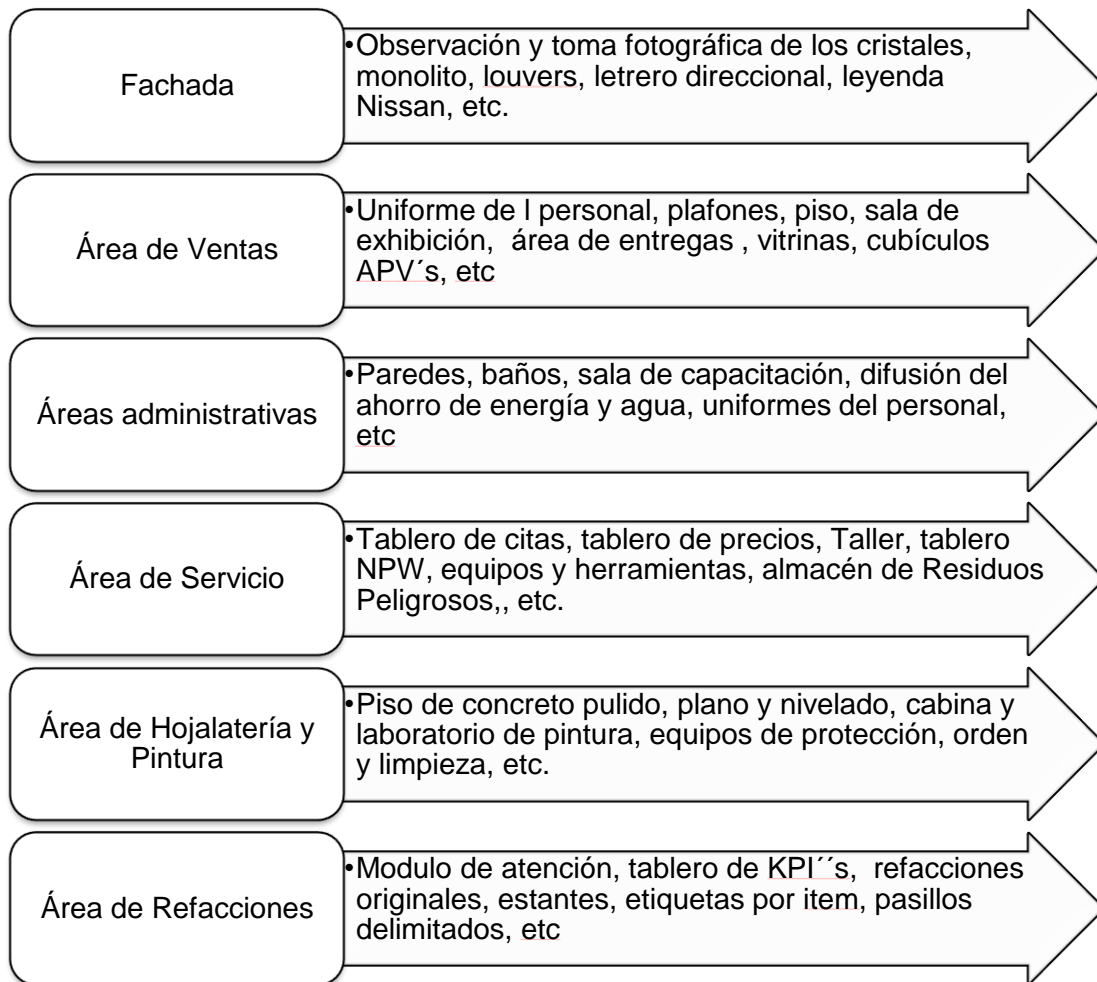 Fachada
•Observación y toma fotográfica de los cristales,
monolito, louvers, letrero direccional, leyenda
Nissan, etc.
Área de Ventas
•Uniforme de l personal, plafones, piso, sala de
exhibición,  área de entregas , vitrinas, cubículos
APV´s, etc
Áreas administrativas
•Paredes, baños, sala de capacitación, difusión del
ahorro de energía y agua, uniformes del personal,
etc
Área de Servicio
•Tablero de citas, tablero de precios, Taller, tablero
NPW, equipos y herramientas, almacén de Residuos
Peligrosos,, etc.
Área de Hojalatería y
Pintura
•Piso de concreto pulido, plano y nivelado, cabina y
laboratorio de pintura, equipos de protección, orden
y limpieza, etc.
Área de Refacciones
•Modulo de atención, tablero de KPI´´s,  refacciones
originales, estantes, etiquetas por item, pasillos
delimitados, etc